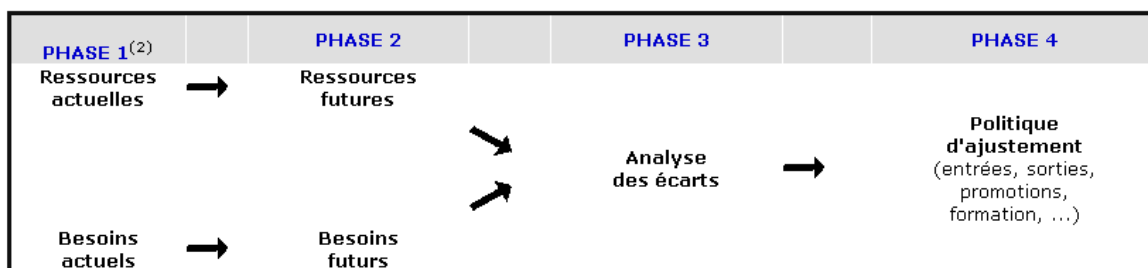 PHASE 1(2)
PHASE 2
PHASE 3
PHASE 4
Ressources
actuelles
Ressources
futures
Analyse
des écarts
Politique
d'ajustement
(entrées, sorties,
promotions,
formation, ...)
Besoins
actuels
Besoins
futurs